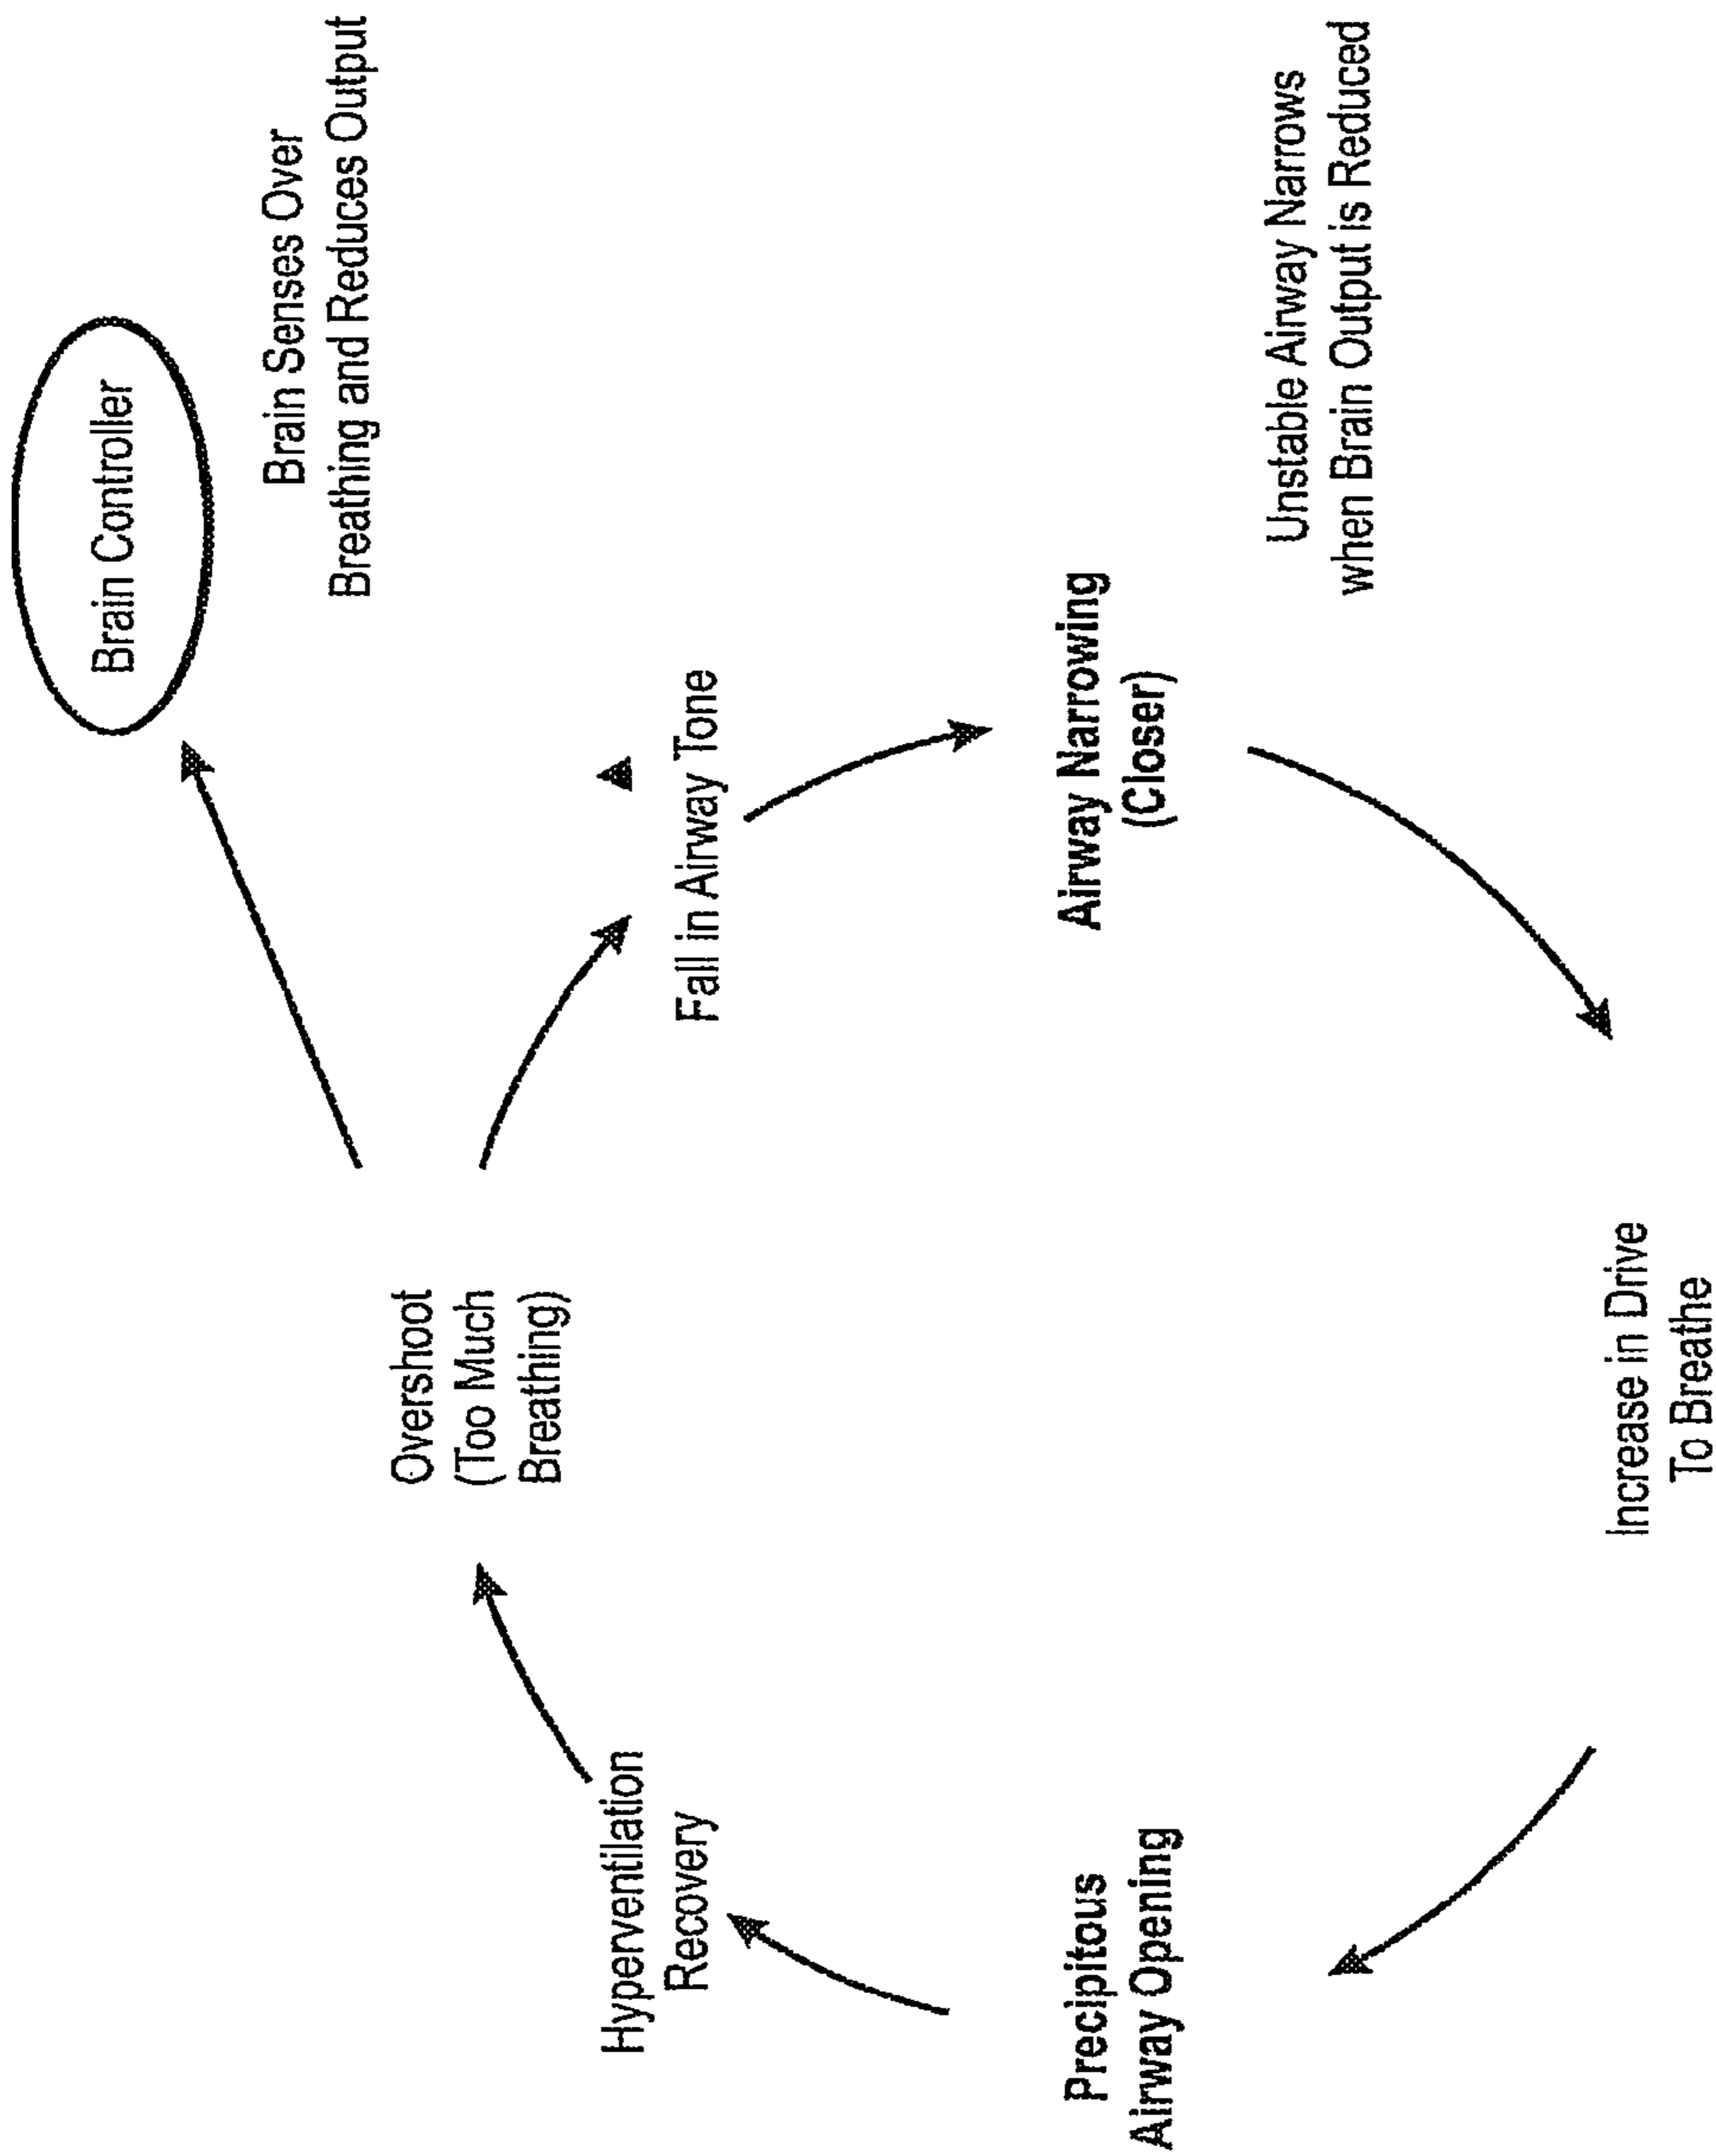 Brain Controller
Brain Senses Over
Breathing and Reduces Output
Overshoot
(Too Much
Breathing)
Fall in Airway Tone
Airway Narrowing
(Closer)
Unstable Airway Narrows
when Brain Output is Reduced
Increase in Drive
To Breathe
Precipitous
Airway Opening
Hyperventilation
Recovery